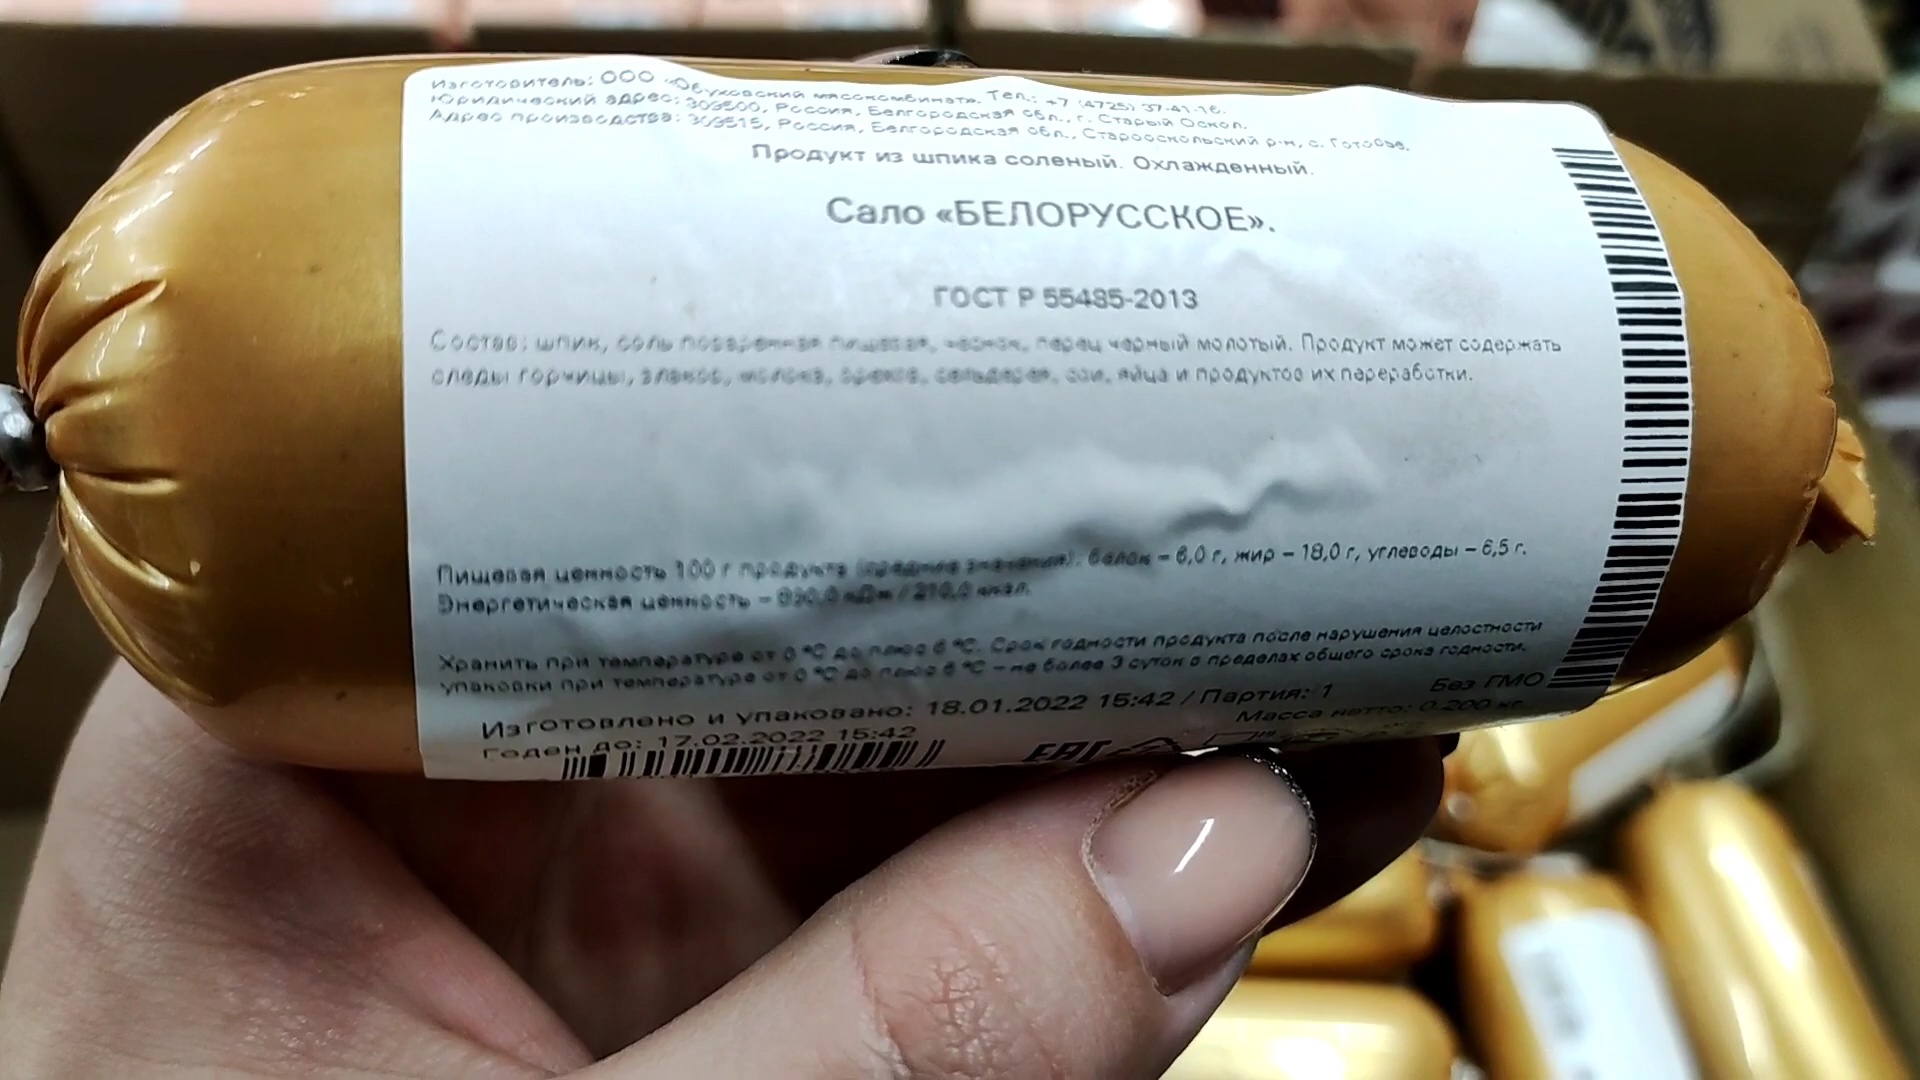 Изготовитель: ООО «Обуховский мясокомбинат». Тел.: +7 (4725) 37-41-16.
Юридический адрес: 309500, Россия, Белгородская обл., г. Старый Оскол.
Адрес производства: 309515, Россия, Белгородская обл., Старооскольский р-н, с. Готовье.
Продукт из шпика соленый. Охлажденный.
Сало «БЕЛОРУССКОЕ».
ГОСТ Р 55485-2013
Состав: шпик, соль поваренная пищевая, чеснок, перец черный молотый. Продукт может содержать
следы горчицы, злаков, молока, орехов, сельдерея, сои, яйца и продуктов их переработки.
Пищевая ценность 100 г продукта (средние значения): белок – 6,0 г, жир – 18,0 г, углеводы – 6,5 г.
Энергетическая ценность – кДж / 210,0 ккал.
Хранить при температуре от 0 °С до плюс 6 °С. Срок годности продукта после нарушения целостности
упаковки при температуре от 0 °С до плюс 6 °С – не более 3 суток в пределах общего срока годности.
Без ГМО
Изготовлено и упаковано: 18.01.2022 15:42 / Партия: 1
Масса нетто: 0,200 кг.
Годен до: 17.02.2022 15:42
ЕАС